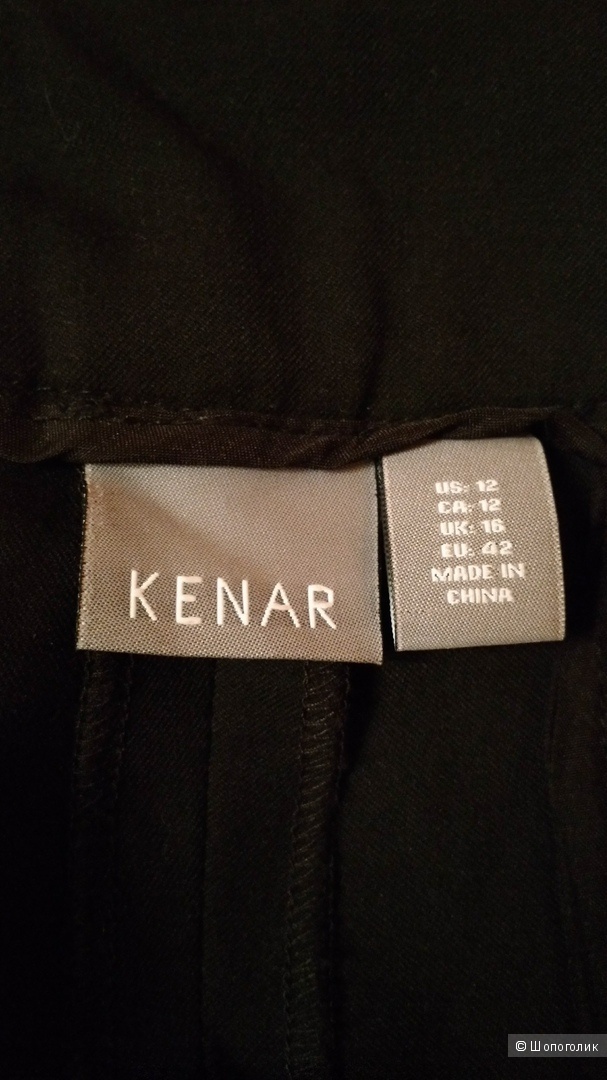 KENAR
US: 12
CA: 12
UK: 16
EU: 42
MADE IN
CHINA
© Шопоголик